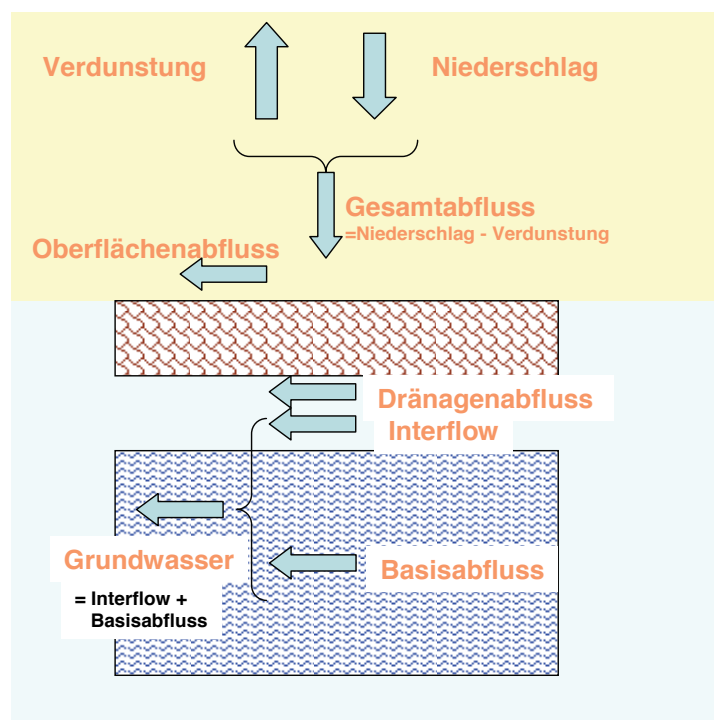 Verdunstung
Niederschlag
Gesamtabfluss
=Niederschlag - Verdunstung
Oberflächenabfluss
Dränagenabfluss
Interflow
Grundwasser
= Interflow +
Basisabfluss
Basisabfluss